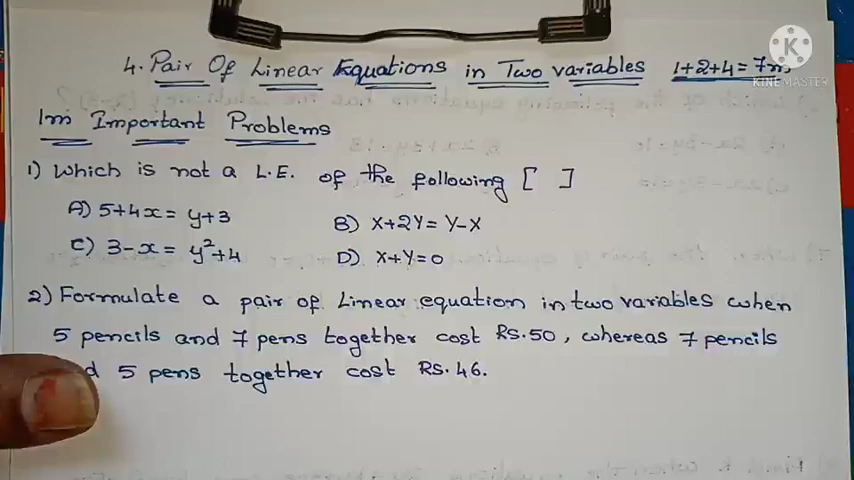 4. Pair Of Linear Equations in Two variables 1+2+4=7m
KINEMASTER
1m Important Problems
1) Which is not a L.E. of the following [ ]
A) 5+4x = y+3 B) x+2y = y-x
C) 3-x = y²+4 D) x+y=0
2) Formulate a pair of Linear equation in two variables when
5 pencils and 7 pens together cost Rs.50, whereas 7 pencils
d 5 pens together cost Rs.46.